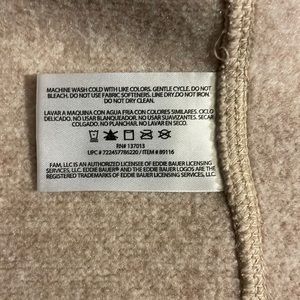 MACHINE WASH COLD WITH LIKE COLORS. GENTLE CYCLE. DO NOT
BLEACH. DO NOT USE FABRIC SOFTENERS. LINE DRY. DO NOT IRON.
DO NOT DRY CLEAN.
LAVAR A MAQUINA CON AGUA FRIA CON COLORES SIMILARES. CICLO
DELICADO. NO USAR BLANQUEADOR. NO USAR SUAVIZANTES. SECAR
COLGADO. NO PLANCHAR. NO LAVAR EN SECO.
RN# 137013
UPC # 722457786220 / ITEM # 89116
FAM, LLC IS AN AUTHORIZED LICENSEE OF EDDIE BAUER LICENSING
SERVICES, LLC. EDDIE BAUER® AND THE EDDIE BAUER LOGOS ARE THE
REGISTERED TRADEMARKS OF EDDIE BAUER LICENSING SERVICES, LLC.